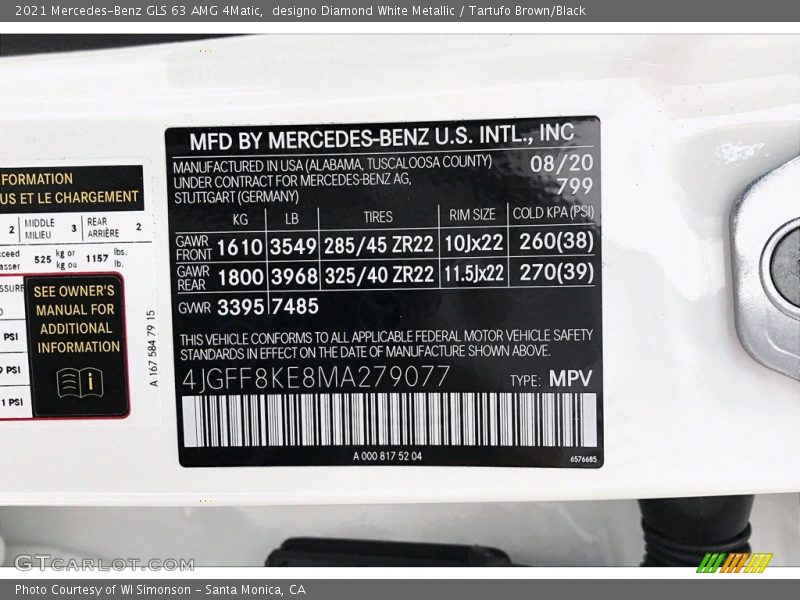 2021 Mercedes-Benz GLS 63 AMG 4Matic, designo Diamond White Metallic / Tartufo Brown/Black
MFD BY MERCEDES-BENZ U.S. INTL., INC
MANUFACTURED IN USA (ALABAMA, TUSCALOOSA COUNTY) 08/20
UNDER CONTRACT FOR MERCEDES-BENZ AG, 799
STUTTGART (GERMANY)
KG LB TIRES RIM SIZE COLD KPA (PSI)
GAWR FRONT 1610 3549 285/45 ZR22 10Jx22 260(38)
GAWR REAR 1800 3968 325/40 ZR22 11.5Jx22 270(39)
GVWR 3395 7485
THIS VEHICLE CONFORMS TO ALL APPLICABLE FEDERAL MOTOR VEHICLE SAFETY
STANDARDS IN EFFECT ON THE DATE OF MANUFACTURE SHOWN ABOVE.
4JGFF8KE8MA279077 TYPE: MPV
A 000 817 52 04 6576685
FORMATION
US ET LE CHARGEMENT
2 MIDDLE MILIEU 3 REAR ARRIÈRE 2
525 kg or kg ou 1157 lbs. lb.
SEE OWNER'S
MANUAL FOR
ADDITIONAL
INFORMATION
PSI
PSI
1 PSI
A 167 584 79 15
GTCARLOT.COM
Photo Courtesy of WI Simonson - Santa Monica, CA